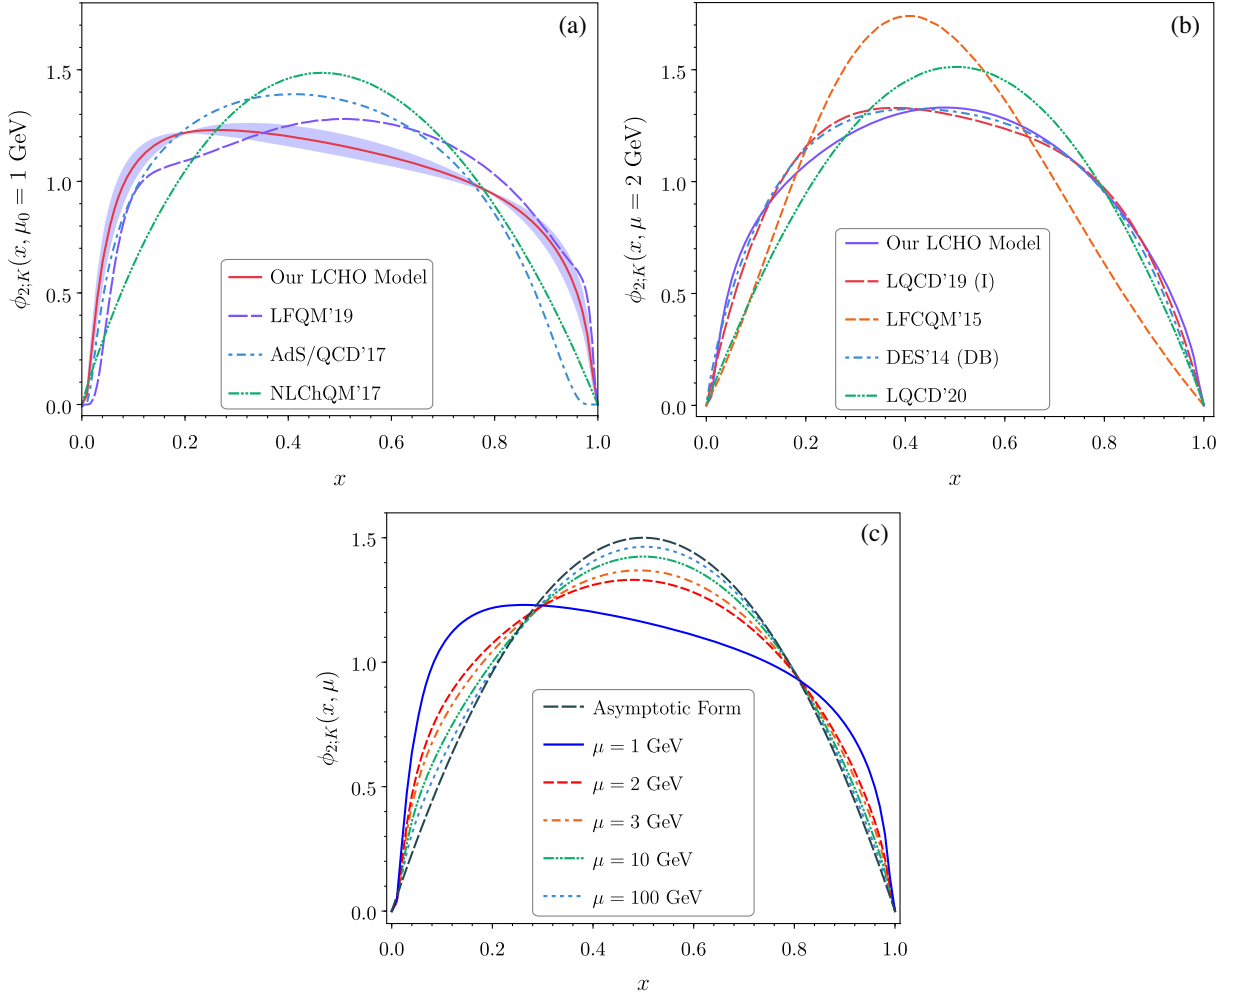 (a)
ϕ2;K(x, μ0 = 1 GeV)
1.5
1.0
0.5
0.0
Our LCHO Model
LFQM'19
AdS/QCD'17
NLChQM'17
0.0 0.2 0.4 0.6 0.8 1.0
x
(b)
ϕ2;K(x, μ = 2 GeV)
1.5
1.0
0.5
0.0
Our LCHO Model
LQCD'19 (I)
LFCQM'15
DES'14 (DB)
LQCD'20
0.0 0.2 0.4 0.6 0.8 1.0
x
(c)
ϕ2;K(x, μ)
1.5
1.0
0.5
0.0
Asymptotic Form
μ = 1 GeV
μ = 2 GeV
μ = 3 GeV
μ = 10 GeV
μ = 100 GeV
0.0 0.2 0.4 0.6 0.8 1.0
x